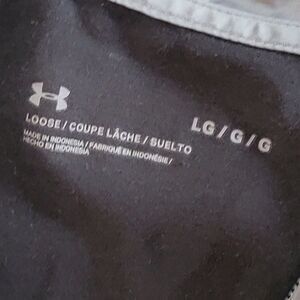 LOOSE / COUPE LÂCHE / SUELTO
LG / G / G
MADE IN INDONESIA / FABRIQUÉ EN INDONÉSIE /
HECHO EN INDONESIA